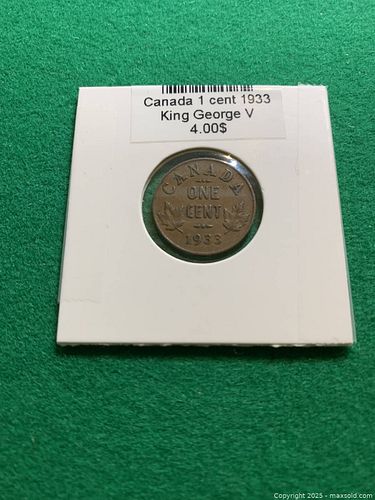 Canada 1 cent 1933
King George V
4.00$
CANADA
ONE
CENT
1933
Copyright 2025 - maxsold.com